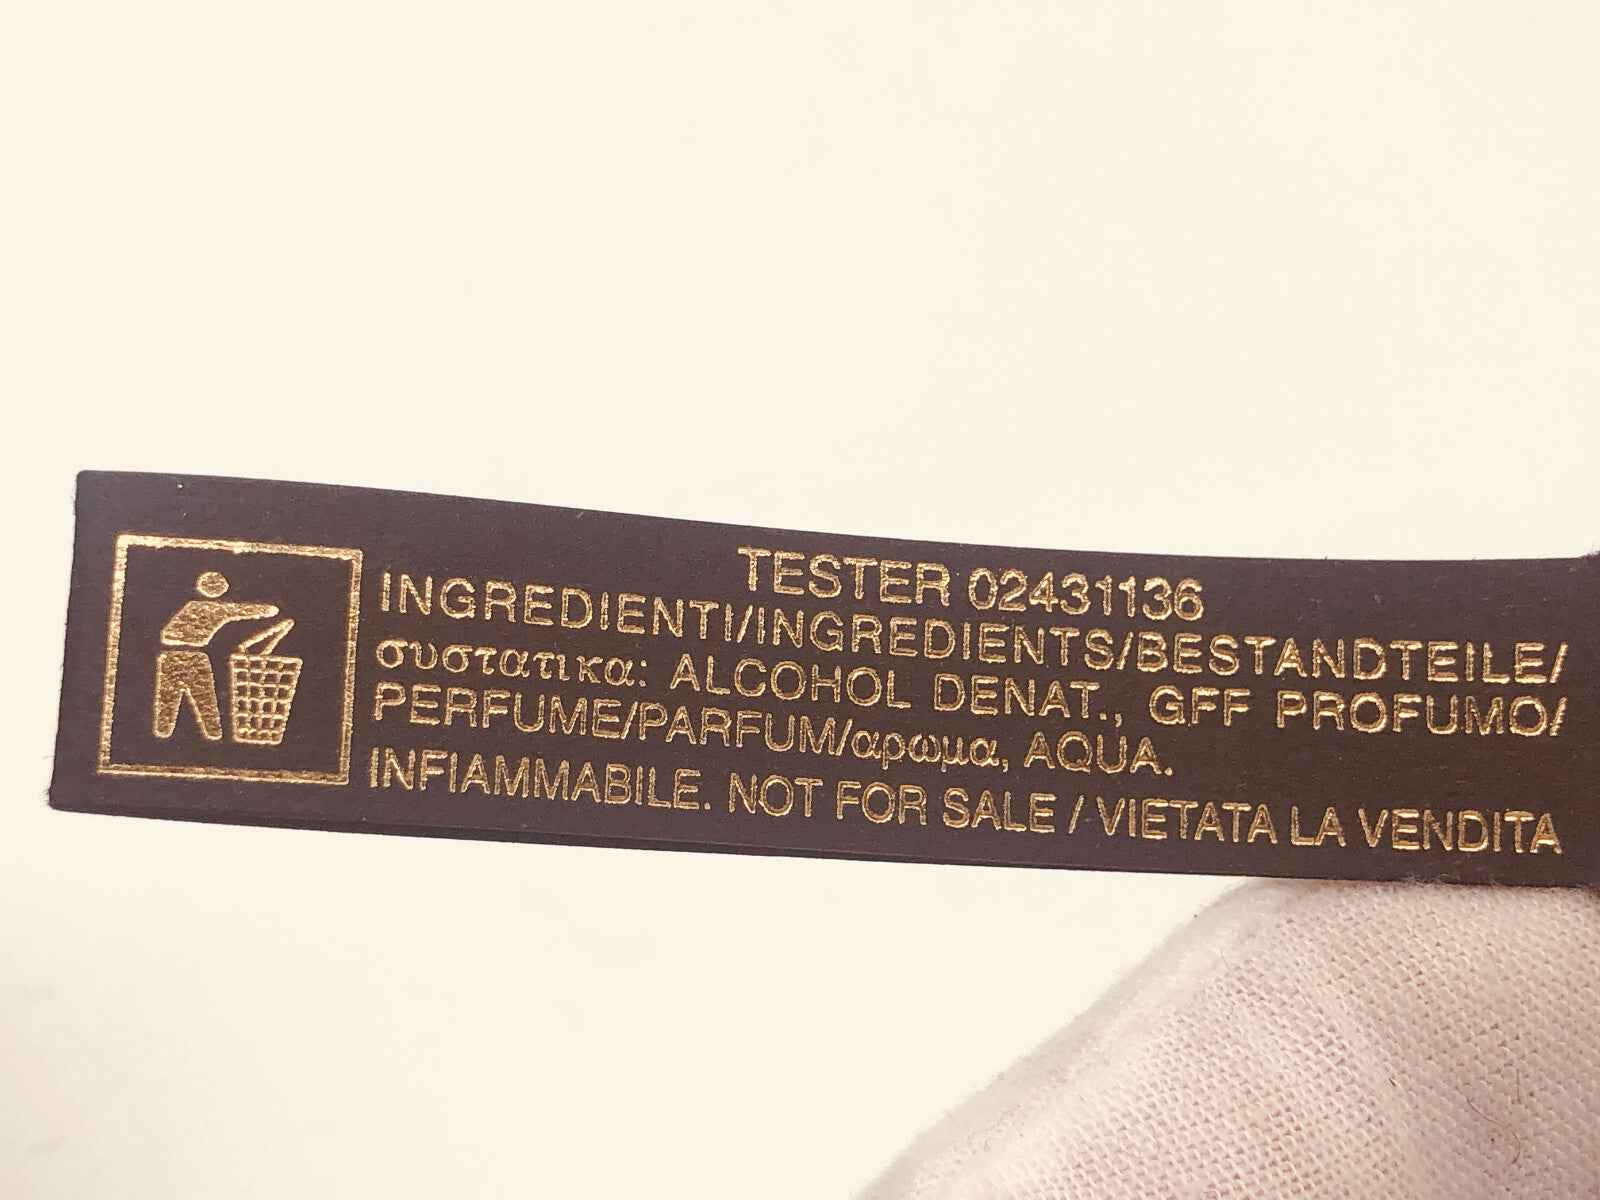 TESTER 02431136
INGREDIENTI/INGREDIENTS/BESTANDTEILE/
συστατικα: ALCOHOL DENAT., GFF PROFUMO/
PERFUME/PARFUM/αρωμα, AQUA.
INFIAMMABILE. NOT FOR SALE / VIETATA LA VENDITA